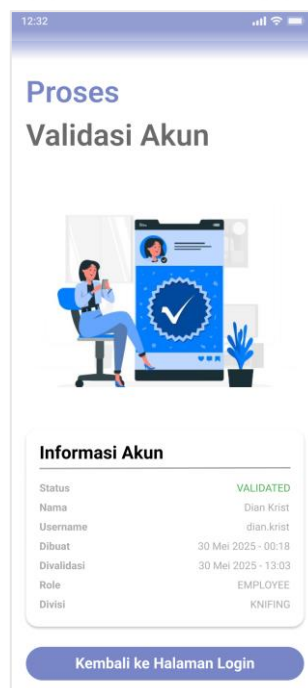 12:32
Proses
Validasi Akun
Informasi Akun
Status VALIDATED
Nama Dian Krist
Username dian.krist
Dibuat 30 Mei 2025 - 00:18
Divalidasi 30 Mei 2025 - 13:03
Role EMPLOYEE
Divisi KNIFING
Kembali ke Halaman Login